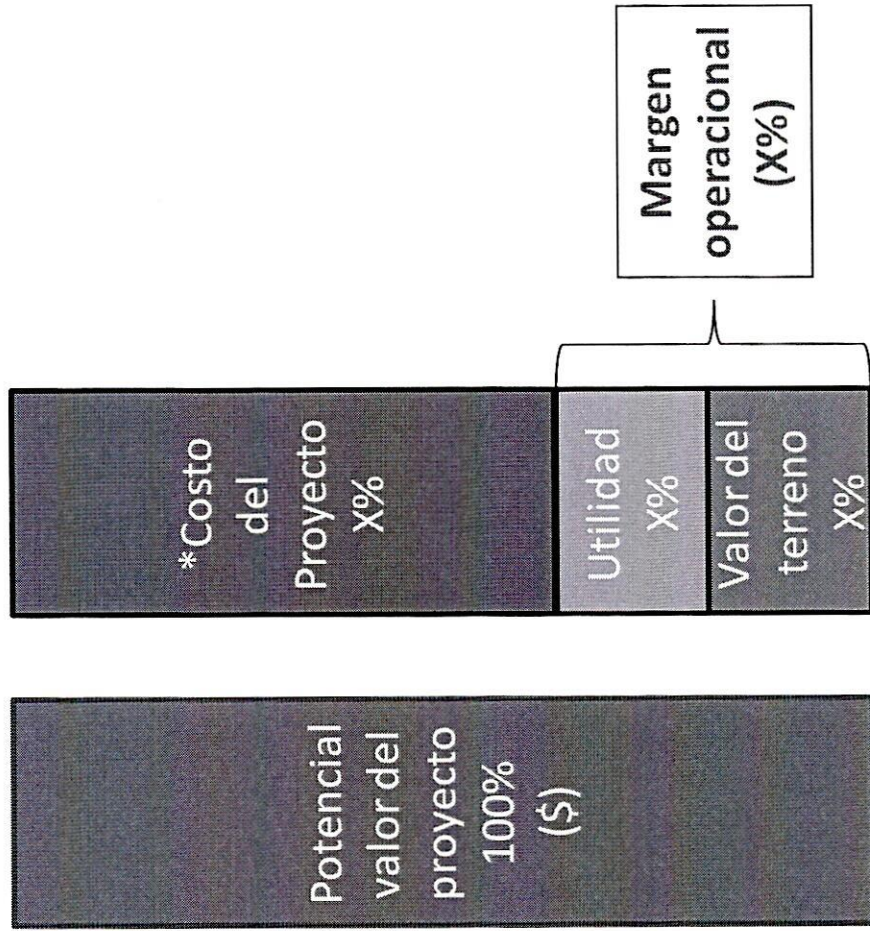 Potencial
valor del
proyecto
100%
($)
*Costo
del
Proyecto
X%
Utilidad
X%
Valor del
terreno
X%
Margen
operacional
(X%)